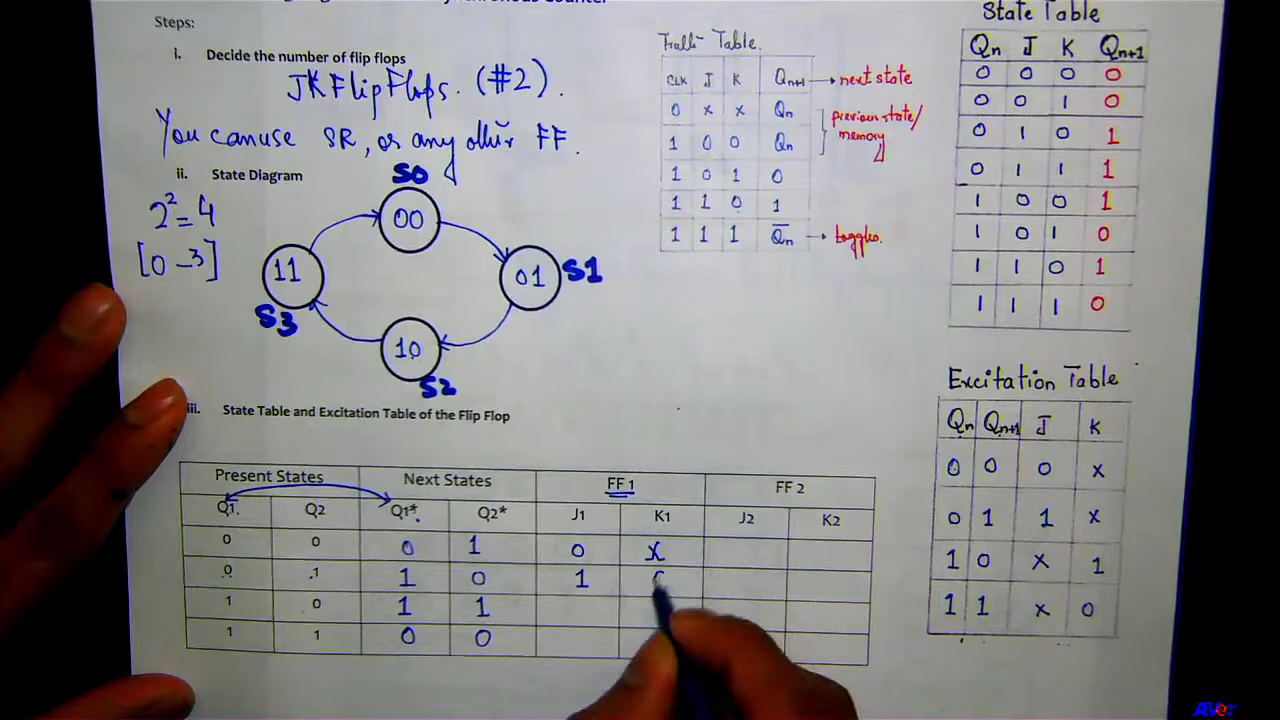 Steps:
i. Decide the number of flip flops
JK Flip Flops. (#2).
You can use SR, or any other FF.
ii. State Diagram
2² = 4
[0 - 3]
S0
00
01
S1
10
S2
11
S3
Truth Table.
CLK J K Qn+1 → next state
0 x x Qn
1 0 0 Qn
previous state/
memory
1 0 1 0
1 1 0 1
1 1 1 Q̅n → toggles.
State Table
Qn J K Qn+1
0 0 0 0
0 0 1 0
0 1 0 1
0 1 1 1
1 0 0 1
1 0 1 0
1 1 0 1
1 1 1 0
Excitation Table
Qn Qn+1 J K
0 0 0 x
0 1 1 x
1 0 x 1
1 1 x 0
iii. State Table and Excitation Table of the Flip Flop
Present States Next States FF 1 FF 2
Q1 Q2 Q1* Q2* J1 K1 J2 K2
0 0 0 1 0 x
0 1 1 0 1
1 0 1 1
1 1 0 0
AVer